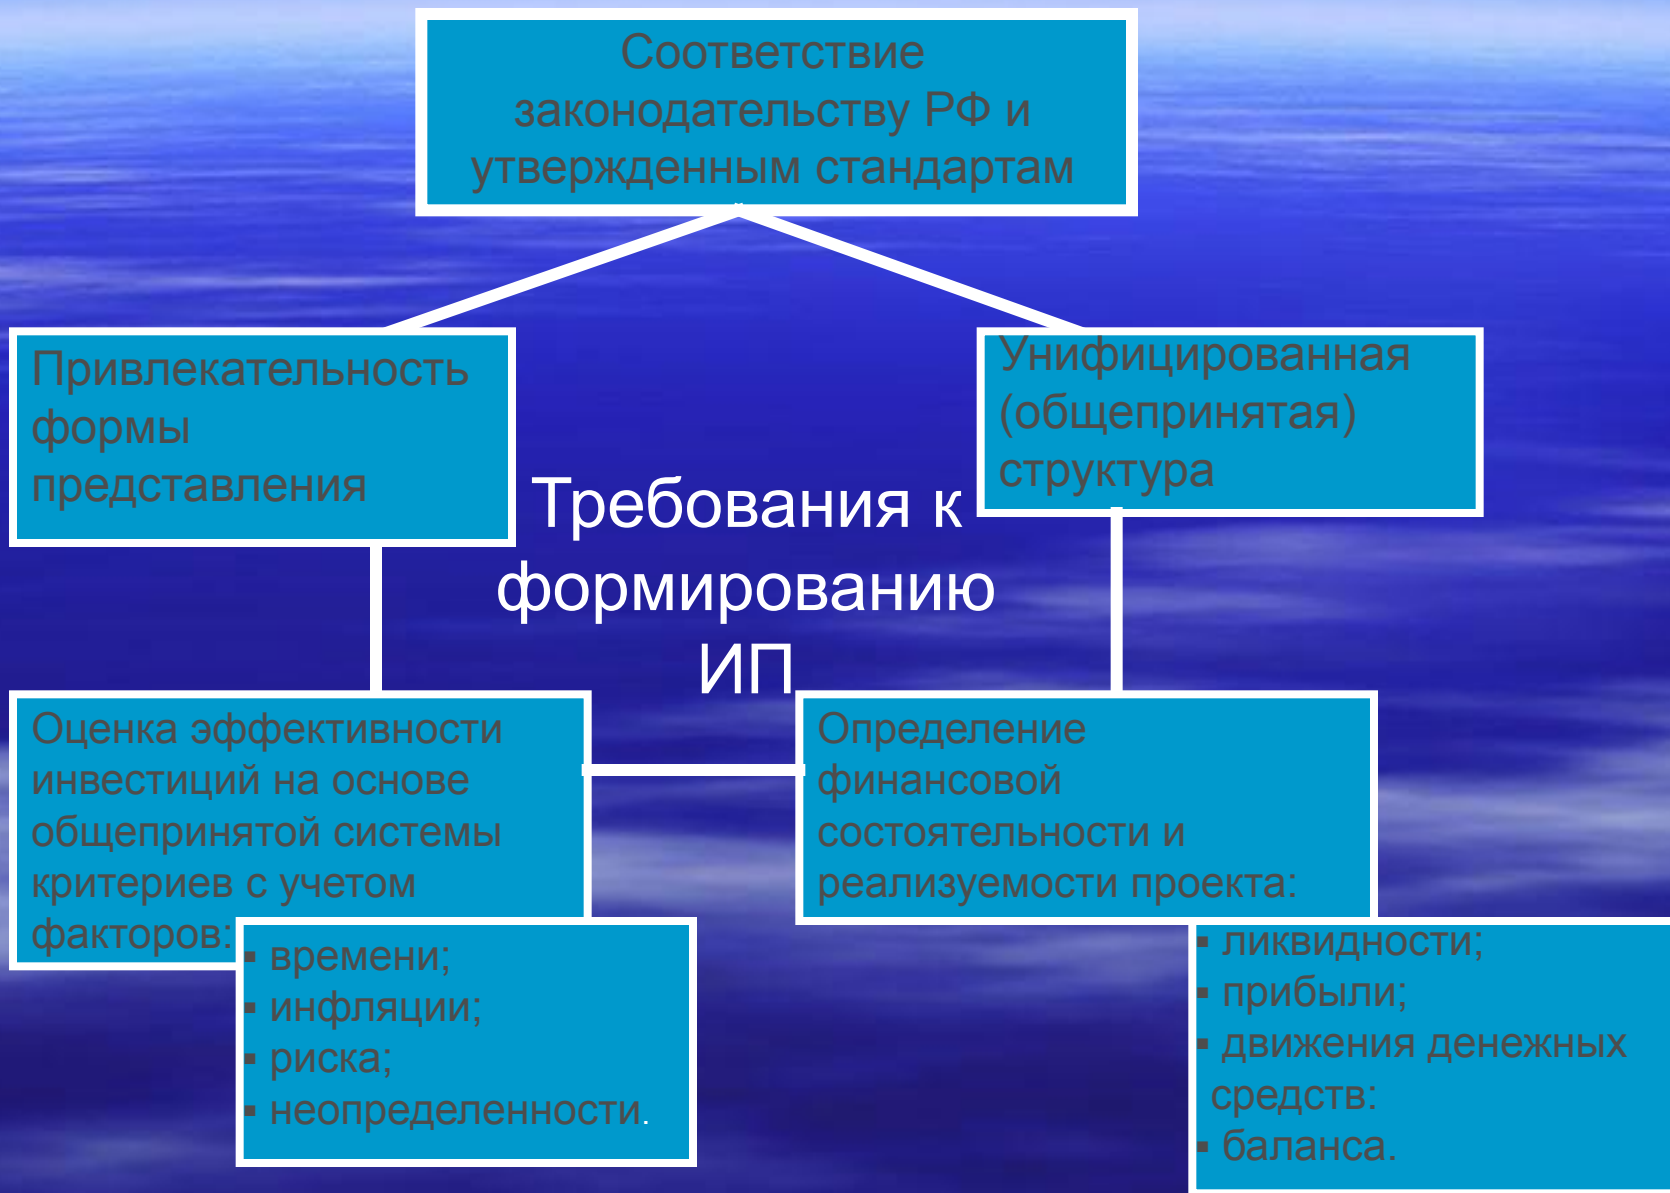 Соответствие
законодательству РФ и
утвержденным стандартам
Привлекательность
формы
представления
Унифицированная
(общепринятая)
структура
Требования к
формированию
ИП
Оценка эффективности
инвестиций на основе
общепринятой системы
критериев с учетом
факторов:
▪ времени;
▪ инфляции;
▪ риска;
▪ неопределенности.
Определение
финансовой
состоятельности и
реализуемости проекта:
▪ ликвидности;
▪ прибыли;
▪ движения денежных
средств:
▪ баланса.